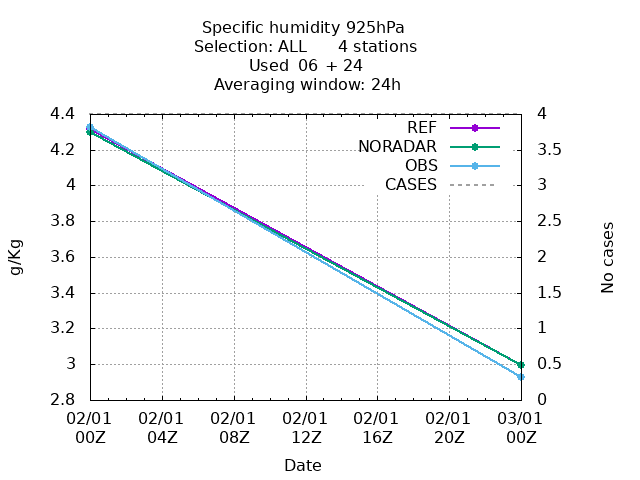 Specific humidity 925hPa
Selection: ALL 4 stations
Used 06 + 24
Averaging window: 24h
4.4
4.2
4
3.8
3.6
3.4
3.2
3
2.8
g/Kg
REF
NORADAR
OBS
CASES
4
3.5
3
2.5
2
1.5
1
0.5
0
No cases
02/01 02/01 02/01 02/01 02/01 02/01 03/01
00Z 04Z 08Z 12Z 16Z 20Z 00Z
Date